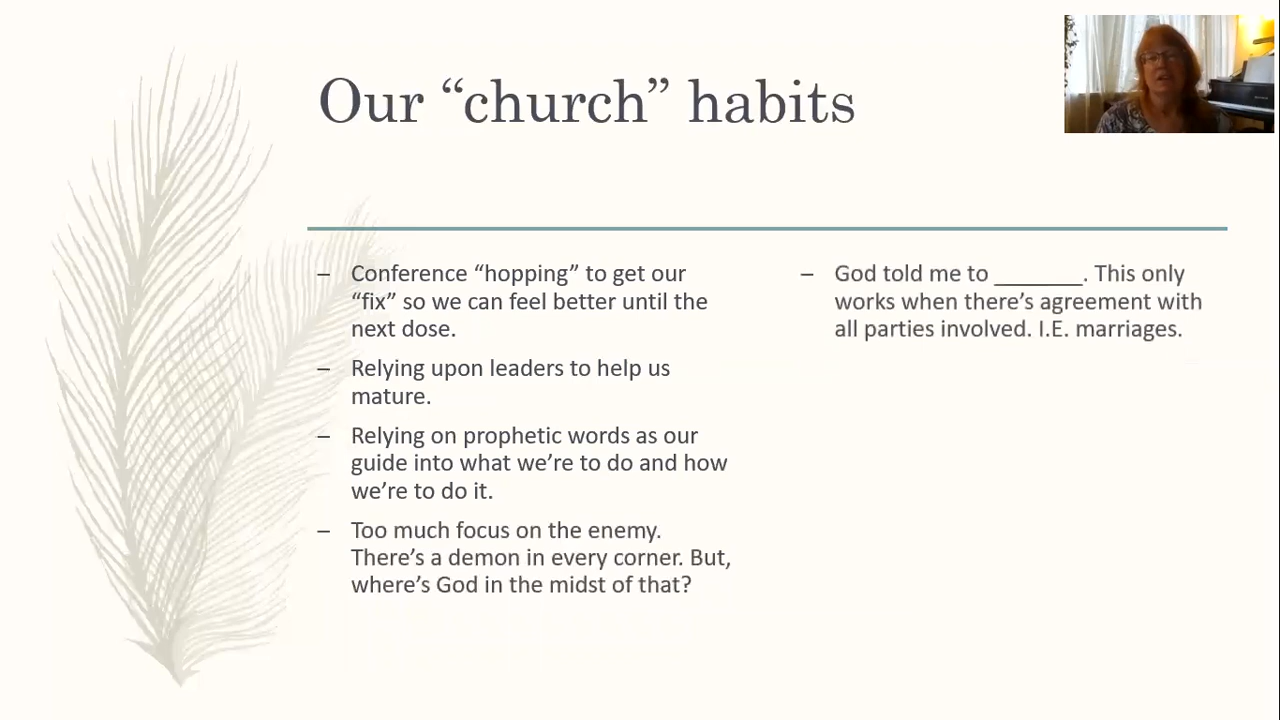 Our “church” habits
– Conference “hopping” to get our
“fix” so we can feel better until the
next dose.
– Relying upon leaders to help us
mature.
– Relying on prophetic words as our
guide into what we’re to do and how
we’re to do it.
– Too much focus on the enemy.
There’s a demon in every corner. But,
where’s God in the midst of that?
– God told me to ________. This only
works when there’s agreement with
all parties involved. I.E. marriages.